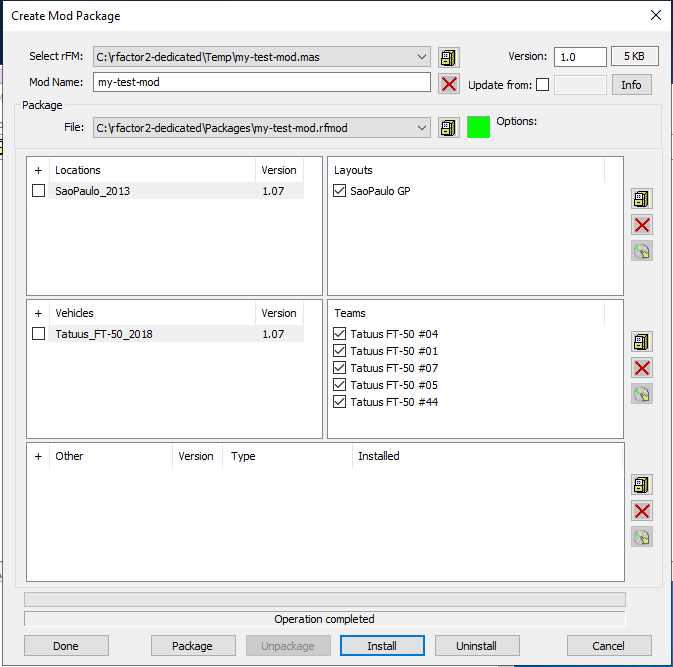 Create Mod Package
Select rFM: C:\rfactor2-dedicated\Temp\my-test-mod.mas Version: 1.0 5 KB
Mod Name: my-test-mod Update from: Info
Package
File: C:\rfactor2-dedicated\Packages\my-test-mod.rfmod Options:
+ Locations Version Layouts
SaoPaulo_2013 1.07 SaoPaulo GP
+ Vehicles Version Teams
Tatuus_FT-50_2018 1.07 Tatuus FT-50 #04
Tatuus FT-50 #01
Tatuus FT-50 #07
Tatuus FT-50 #05
Tatuus FT-50 #44
+ Other Version Type Installed
Operation completed
Done Package Unpackage Install Uninstall Cancel